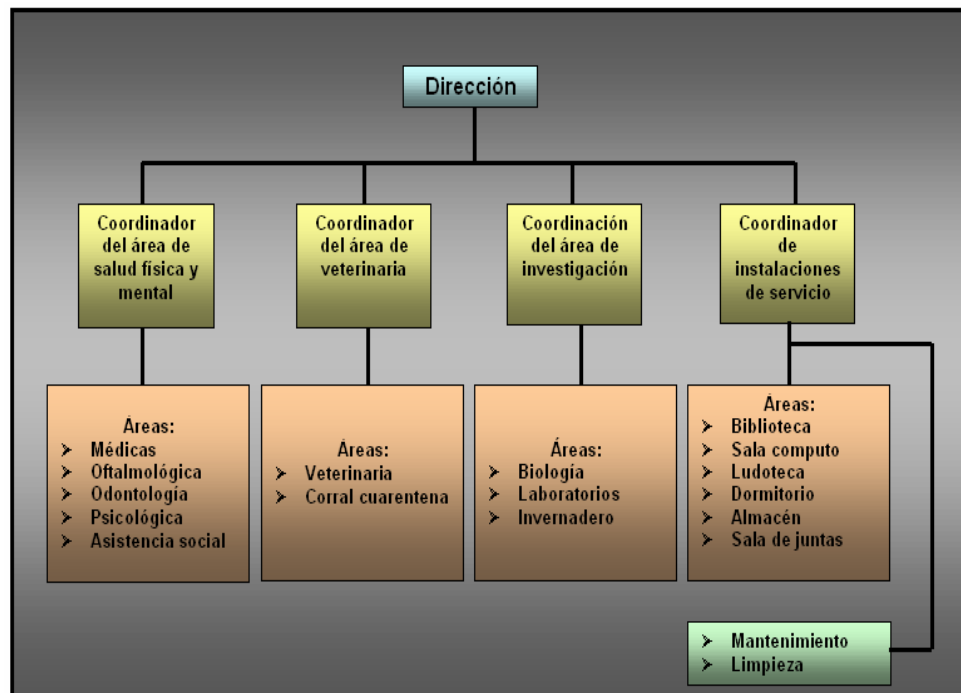 Dirección
Coordinador
del área de
salud física y
mental
Coordinador
del área de
veterinaria
Coordinación
del área de
investigación
Coordinador
de
instalaciones
de servicio
Áreas:
➤ Médicas
➤ Oftalmológica
➤ Odontología
➤ Psicológica
➤ Asistencia social
Áreas:
➤ Veterinaria
➤ Corral cuarentena
Áreas:
➤ Biología
➤ Laboratorios
➤ Invernadero
Áreas:
➤ Biblioteca
➤ Sala computo
➤ Ludoteca
➤ Dormitorio
➤ Almacén
➤ Sala de juntas
➤ Mantenimiento
➤ Limpieza